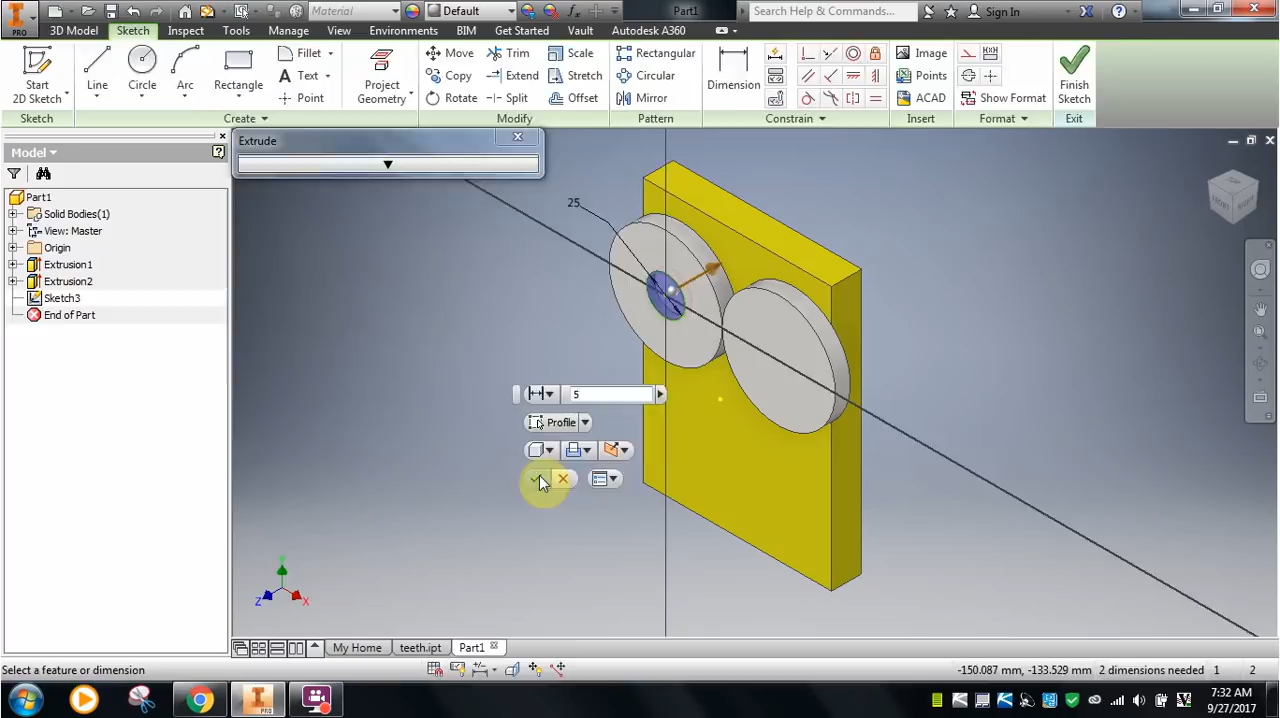 Material
Default
Part1
Search Help & Commands...
Sign In
PRO
3D Model
Sketch
Inspect
Tools
Manage
View
Environments
BIM
Get Started
Vault
Autodesk A360
Start
2D Sketch
Line
Circle
Arc
Rectangle
Fillet
Text
Point
Project
Geometry
Move
Copy
Rotate
Trim
Extend
Split
Scale
Stretch
Offset
Rectangular
Circular
Mirror
Dimension
Image
Points
ACAD
Show Format
Finish
Sketch
Sketch
Create
Modify
Pattern
Constrain
Insert
Format
Exit
Model
Extrude
Part1
Solid Bodies(1)
View: Master
Origin
Extrusion1
Extrusion2
Sketch3
End of Part
25
5
Profile
Z
X
My Home
teeth.ipt
Part1
Select a feature or dimension
-150.087 mm, -133.529 mm
2 dimensions needed
1
2
PRO
7:32 AM
9/27/2017